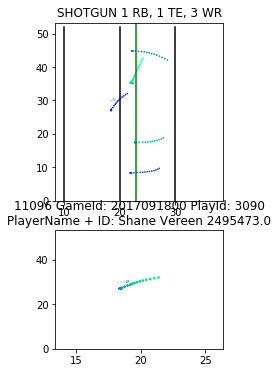 SHOTGUN 1 RB, 1 TE, 3 WR
50
40
30
20
10
0
10 20 30
11096 GameId: 2017091800 PlayId: 3090
PlayerName + ID: Shane Vereen 2495473.0
40
20
0
15 20 25